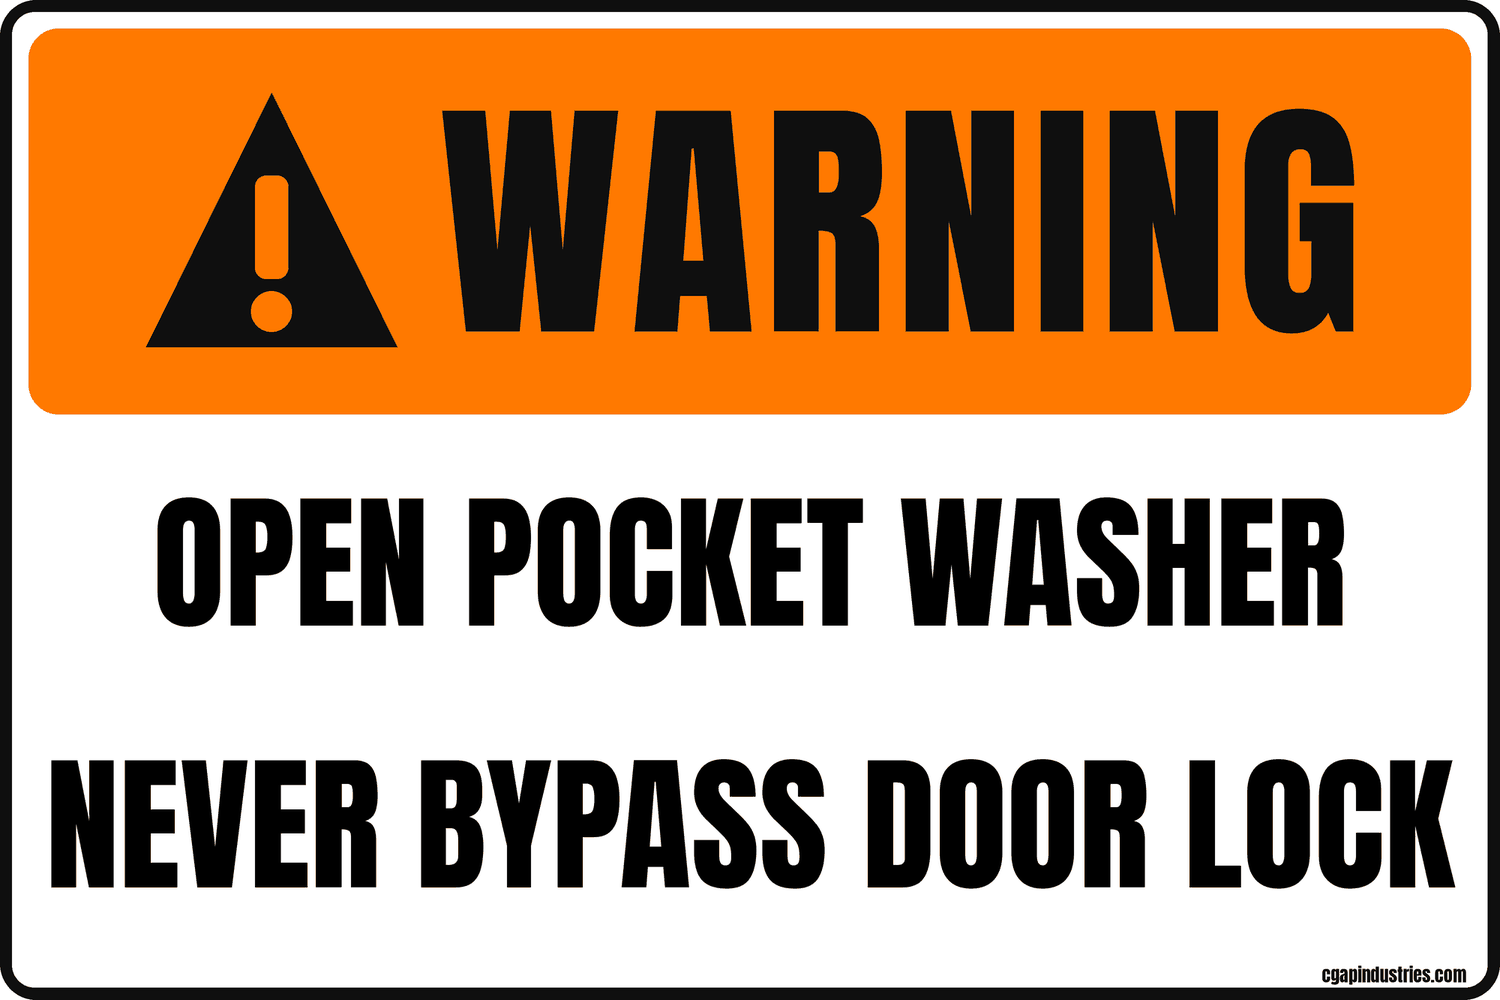 WARNING
OPEN POCKET WASHER
NEVER BYPASS DOOR LOCK
cgapindustries.com